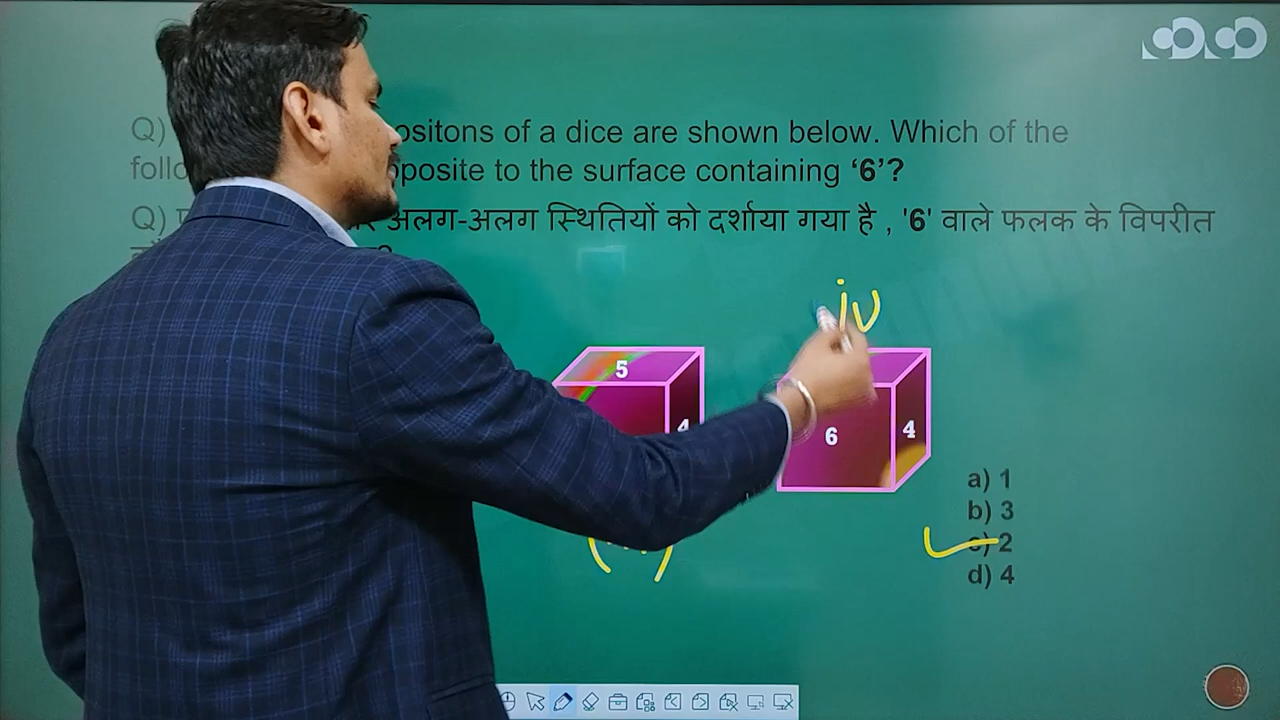 Q) ositons of a dice are shown below. Which of the
follo pposite to the surface containing ‘6’?
Q) अलग-अलग स्थितियों को दर्शाया गया है , '6' वाले फलक के विपरीत
iv
5
4
6
4
a) 1
b) 3
c) 2
d) 4